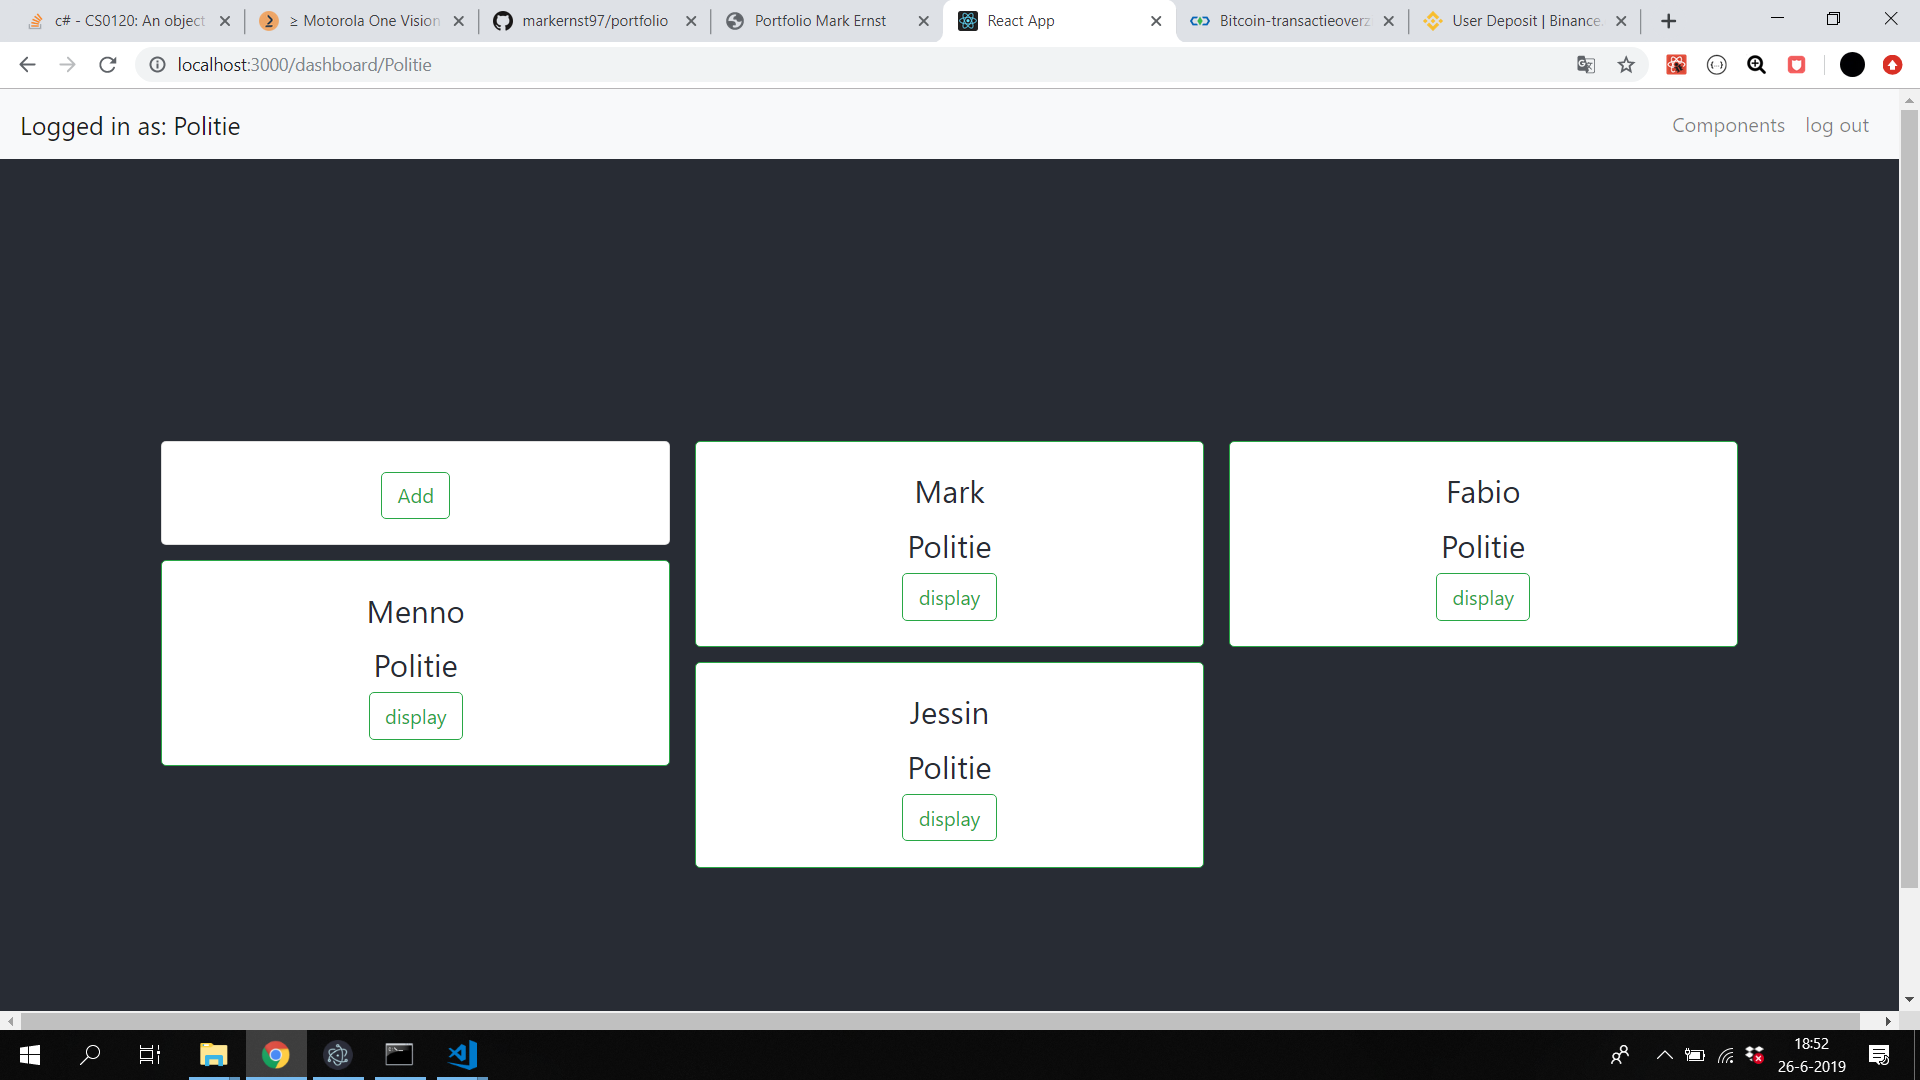 c# - CS0120: An object
≥ Motorola One Vision
markernst97/portfolio
Portfolio Mark Ernst
React App
Bitcoin-transactieoverz
User Deposit | Binance.
localhost:3000/dashboard/Politie
Logged in as: Politie
Components
log out
Add
Mark
Politie
display
Fabio
Politie
display
Menno
Politie
display
Jessin
Politie
display
18:52
26-6-2019